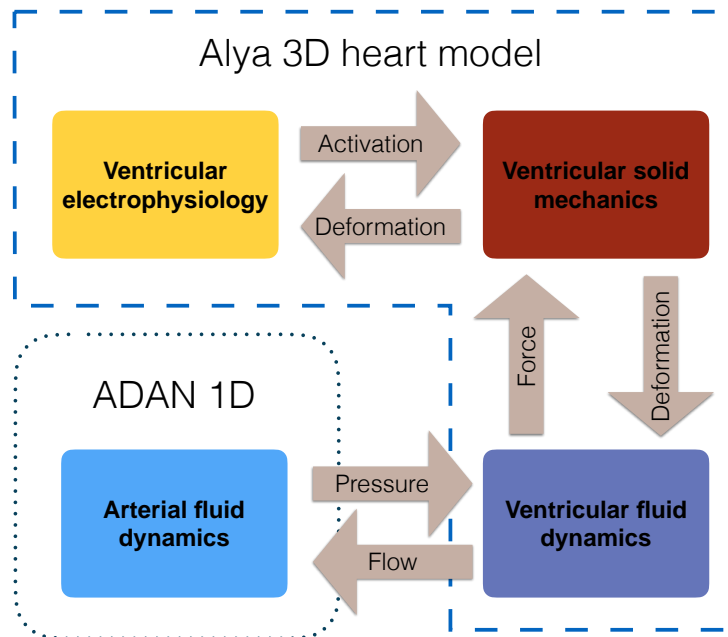 Alya 3D heart model
Ventricular
electrophysiology
Activation
Deformation
Ventricular solid
mechanics
Force
Deformation
ADAN 1D
Arterial fluid
dynamics
Pressure
Flow
Ventricular fluid
dynamics